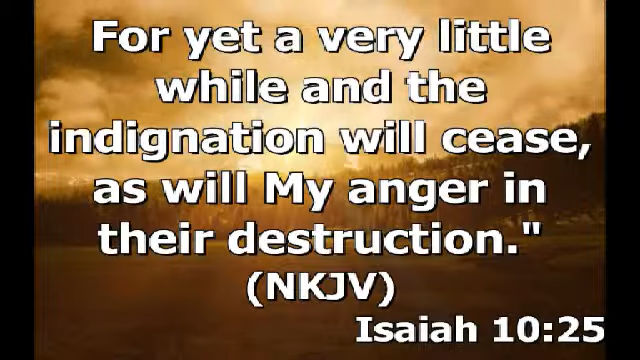 For yet a very little
while and the
indignation will cease,
as will My anger in
their destruction."
(NKJV)
Isaiah 10:25